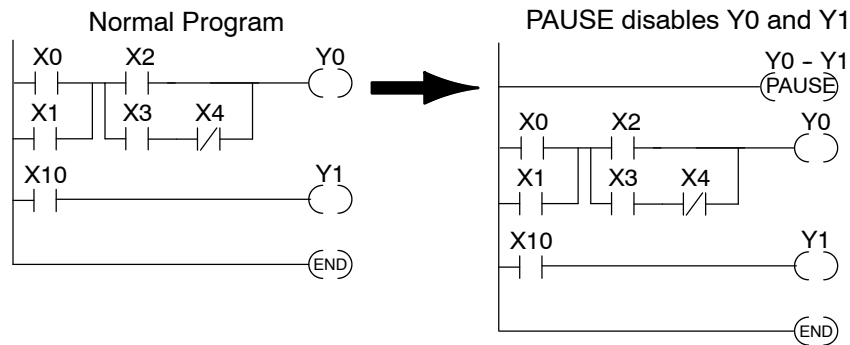 Normal Program
X0 X2 Y0
X1 X3 X4
X10 Y1
END
PAUSE disables Y0 and Y1
Y0 – Y1
PAUSE
X0 X2 Y0
X1 X3 X4
X10 Y1
END